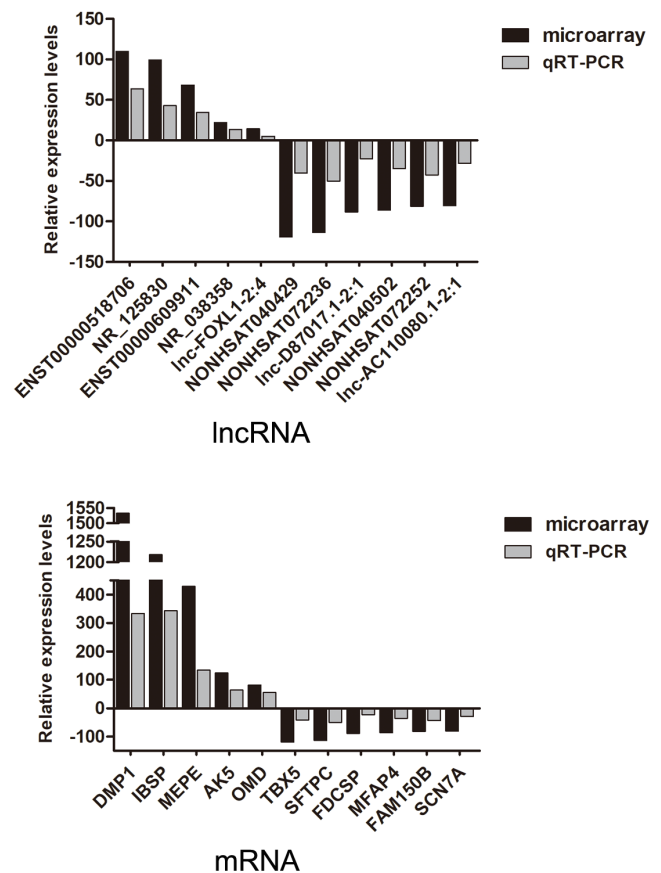 Relative expression levels
150
100
50
0
-50
-100
-150
microarray
qRT-PCR
ENST00000518706
NR_125830
ENST00000609911
NR_038358
lnc-FOXL1-2:4
NONHSAT040429
NONHSAT072236
lnc-D87017.1-2:1
NONHSAT040502
NONHSAT072252
lnc-AC110080.1-2:1
lncRNA
Relative expression levels
1550
1500
1250
1200
400
300
200
100
0
-100
microarray
qRT-PCR
DMP1
IBSP
MEPE
AK5
OMD
TBX5
SFTPC
FDCSP
MFAP4
FAM150B
SCN7A
mRNA